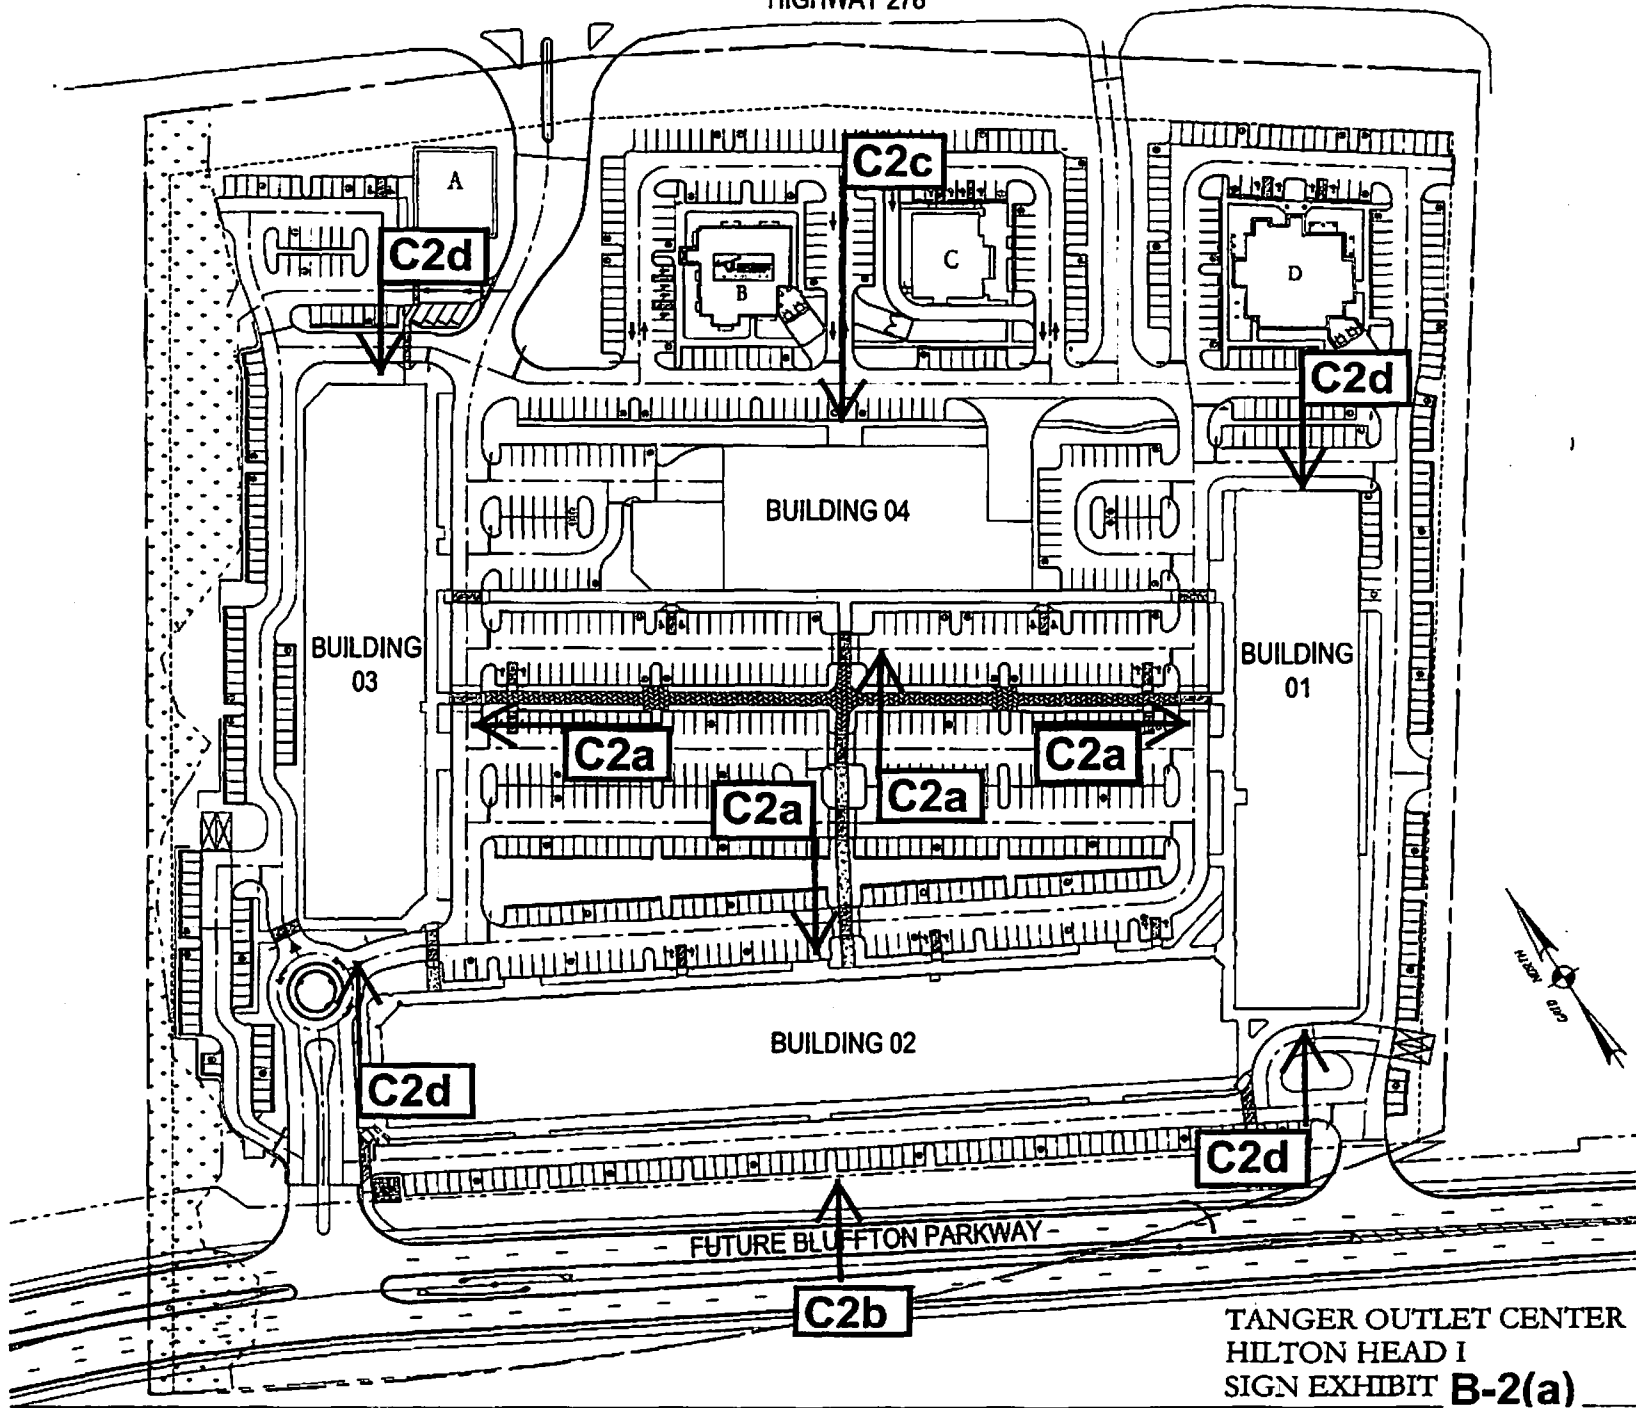 HIGHWAY 278
A
C2c
C2d
B
C
D
C2d
BUILDING 04
BUILDING
03
BUILDING
01
C2a
C2a
C2a
C2a
NORTH
BUILDING 02
C2d
C2d
FUTURE BLUFFTON PARKWAY
C2b
TANGER OUTLET CENTER
HILTON HEAD I
SIGN EXHIBIT B-2(a)